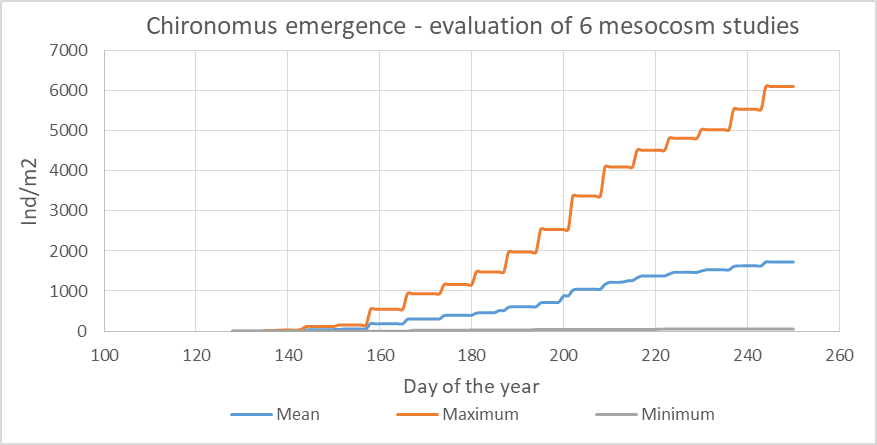 Chironomus emergence - evaluation of 6 mesocosm studies
7000
6000
5000
4000
3000
2000
1000
0
Ind/m2
100 120 140 160 180 200 220 240 260
Day of the year
Mean Maximum Minimum